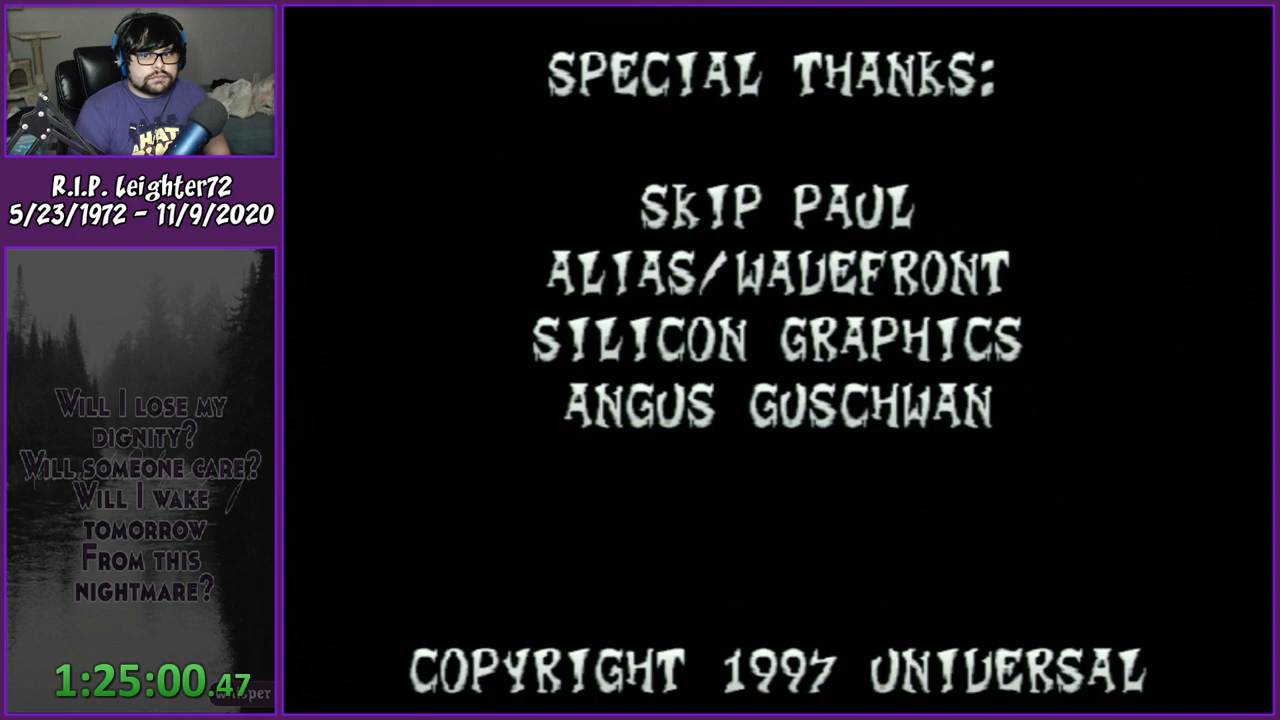 SPECIAL THANKS:
SKIP PAUL
ALIAS/WAVEFRONT
SILICON GRAPHICS
ANGUS GUSCHWAN
COPYRIGHT 1997 UNIVERSAL
R.I.P. Leighter72
5/23/1972 - 11/9/2020
WILL I LOSE MY
DIGNITY?
WILL SOMEONE CARE?
WILL I WAKE
TOMORROW
FROM THIS
NIGHTMARE?
1:25:00.47